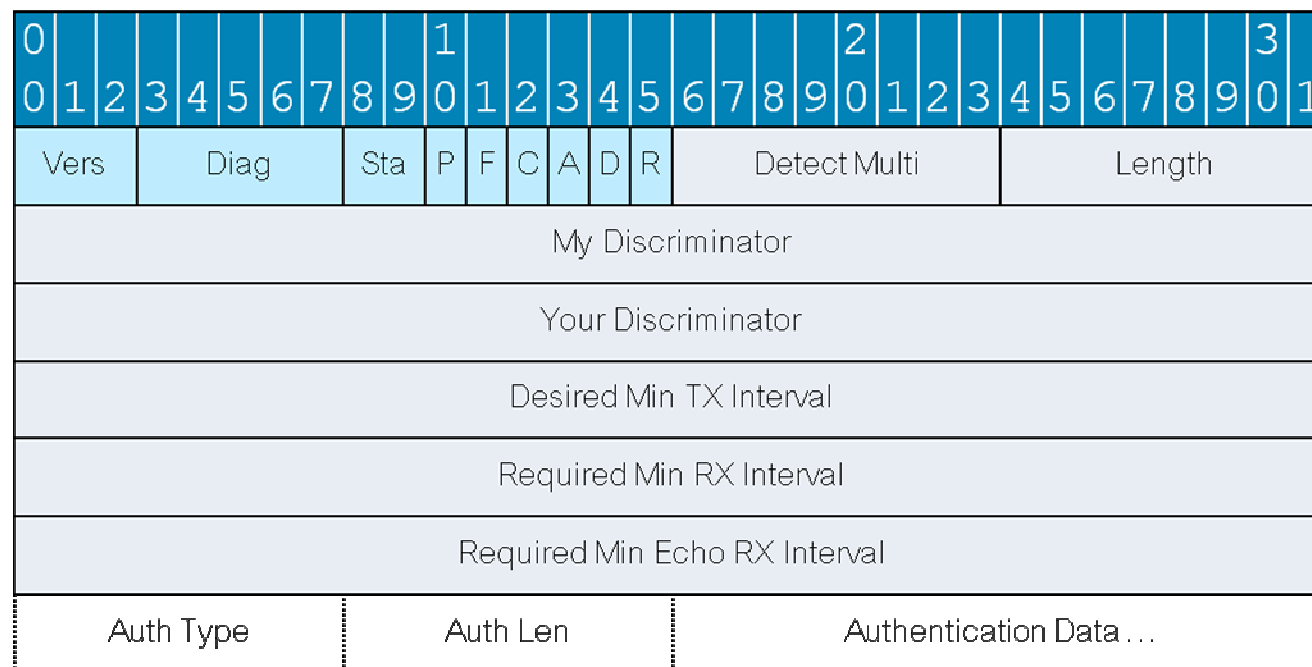 0 1 2 3
0 1 2 3 4 5 6 7 8 9 0 1 2 3 4 5 6 7 8 9 0 1 2 3 4 5 6 7 8 9 0 1
Vers Diag Sta P F C A D R Detect Multi Length
My Discriminator
Your Discriminator
Desired Min TX Interval
Required Min RX Interval
Required Min Echo RX Interval
Auth Type Auth Len Authentication Data...